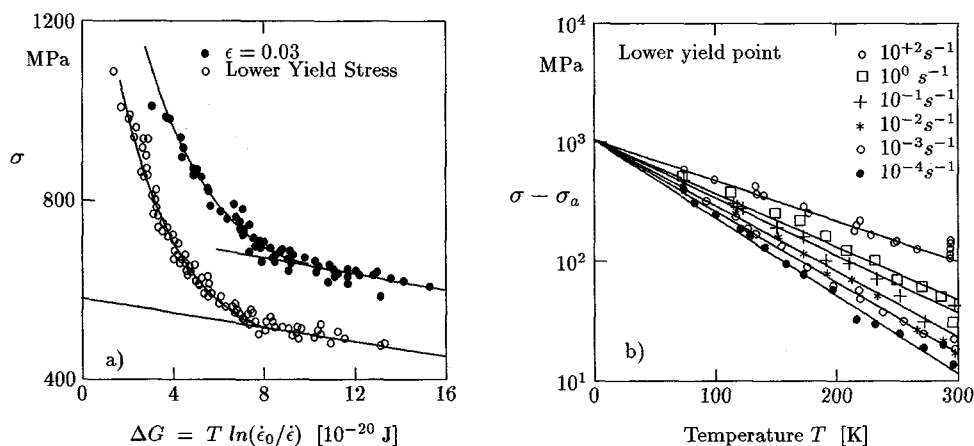 1200
MPa
σ
800
400
● ϵ = 0.03
○ Lower Yield Stress
a)
0 4 8 12 16
ΔG = T ln(ε̇₀/ε̇) [10⁻²⁰ J]
10⁴
MPa
10³
σ − σₐ
10²
10¹
Lower yield point
○ 10⁺²s⁻¹
□ 10⁰ s⁻¹
+ 10⁻¹s⁻¹
* 10⁻²s⁻¹
○ 10⁻³s⁻¹
● 10⁻⁴s⁻¹
b)
0 100 200 300
Temperature T [K]